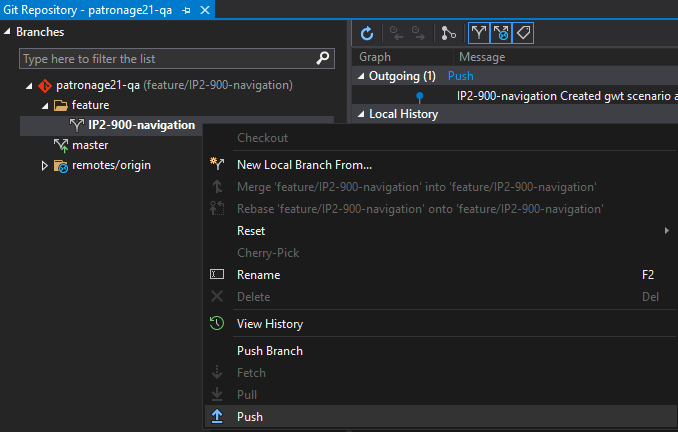 Git Repository - patronage21-qa
Branches
Type here to filter the list
patronage21-qa (feature/IP2-900-navigation)
feature
IP2-900-navigation
master
remotes/origin
Graph Message
Outgoing (1) Push
IP2-900-navigation Created gwt scenario a
Local History
Checkout
New Local Branch From...
Merge 'feature/IP2-900-navigation' into 'feature/IP2-900-navigation'
Rebase 'feature/IP2-900-navigation' onto 'feature/IP2-900-navigation'
Reset
Cherry-Pick
Rename F2
Delete Del
View History
Push Branch
Fetch
Pull
Push